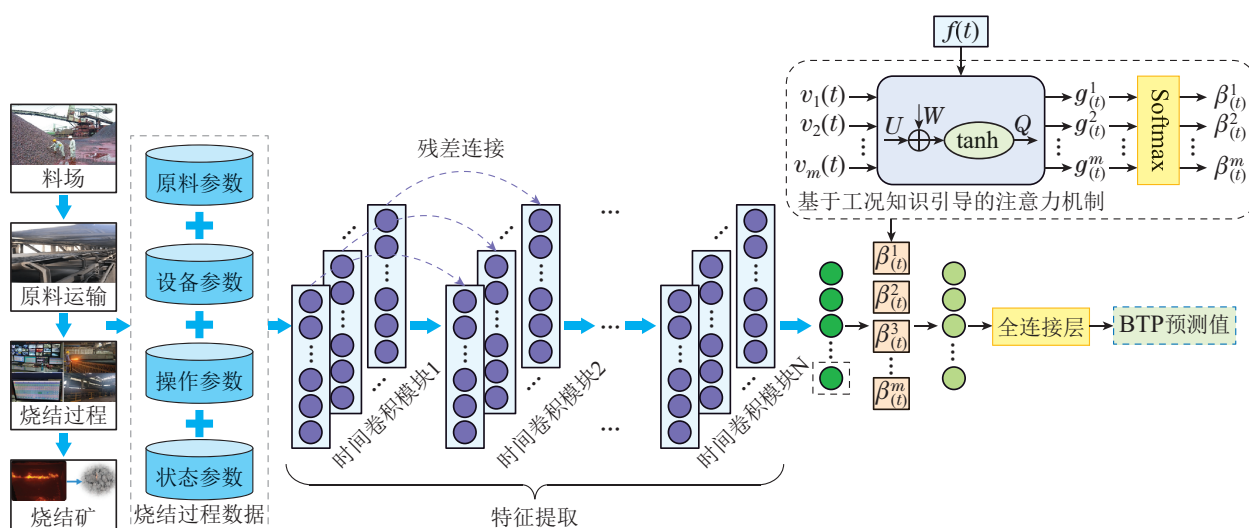 料场
原料运输
烧结过程
烧结矿
原料参数
设备参数
操作参数
状态参数
烧结过程数据
残差连接
...
...
...
...
时间卷积模块1
时间卷积模块2
时间卷积模块N
特征提取
f(t)
v₁(t)
v₂(t)
vₘ(t)
U
W
tanh
Q
g¹₍ₜ₎
g²₍ₜ₎
gᵐ₍ₜ₎
Softmax
β¹₍ₜ₎
β²₍ₜ₎
βᵐ₍ₜ₎
基于工况知识引导的注意力机制
β¹₍ₜ₎
β²₍ₜ₎
β³₍ₜ₎
βᵐ₍ₜ₎
全连接层
BTP预测值